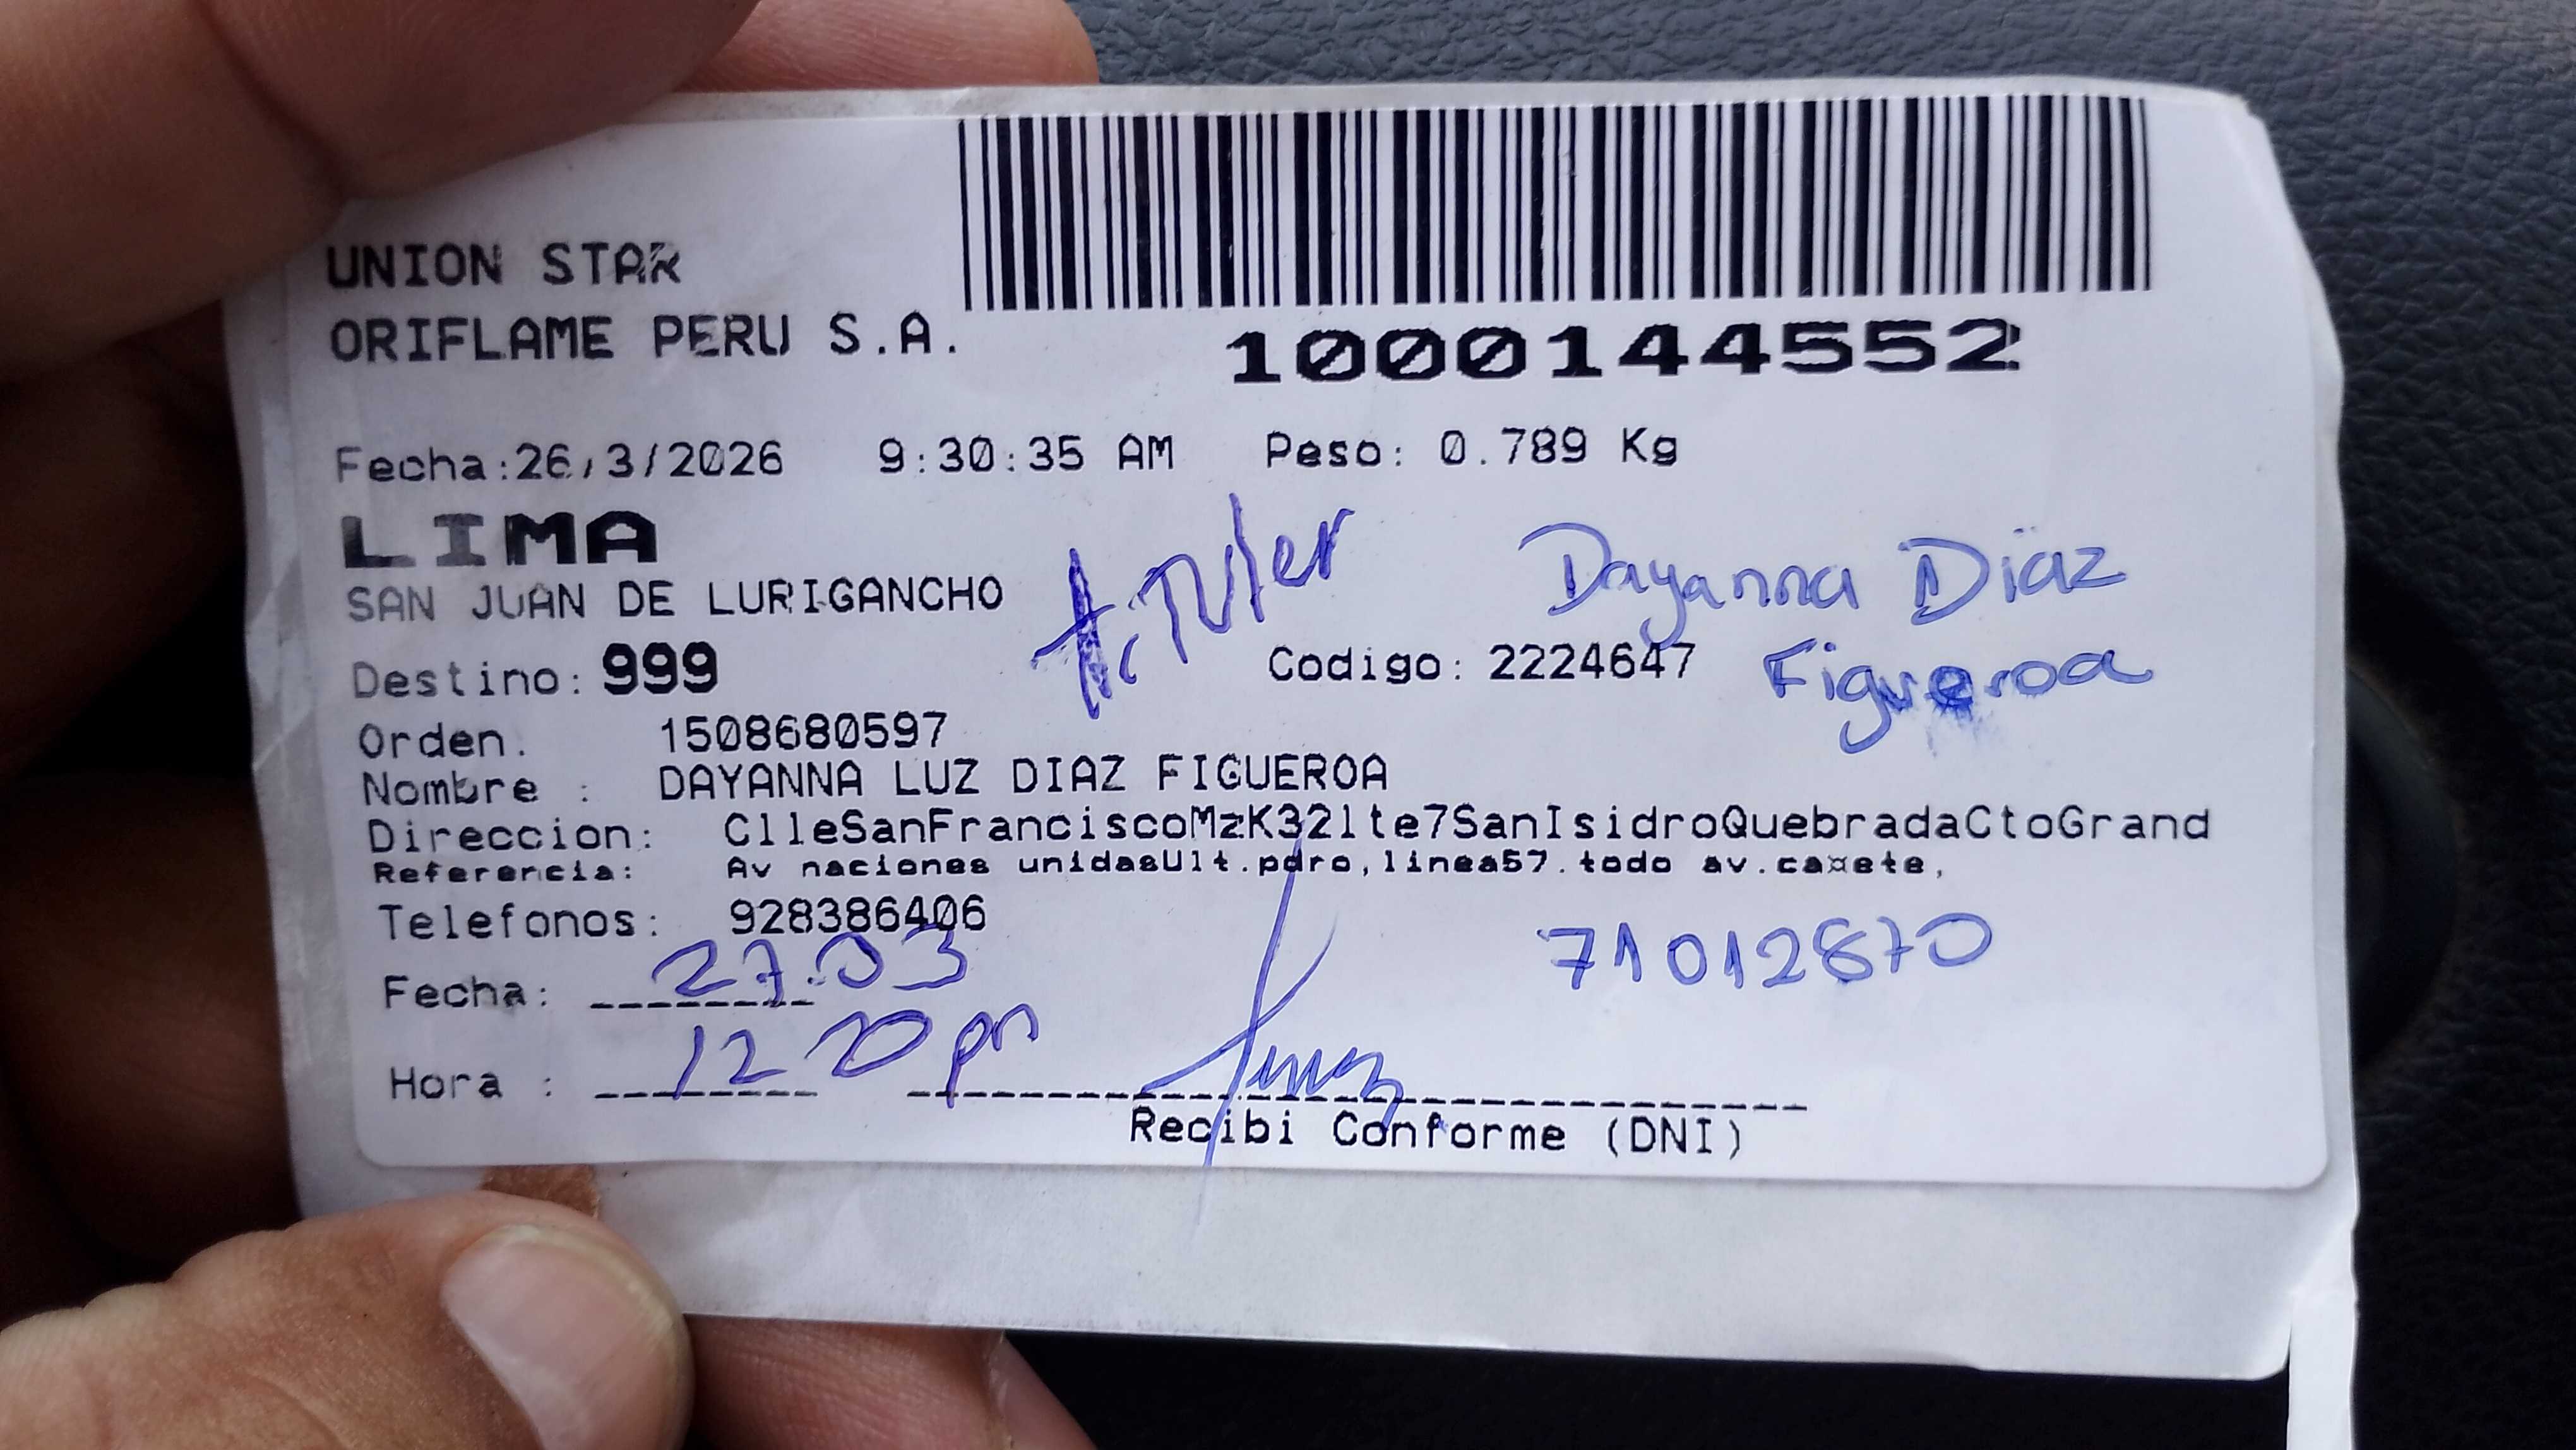 UNION STAR
ORIFLAME PERU S.A.
1000144552
Fecha:26/3/2026 9:30:35 AM Peso: 0.789 Kg
LIMA
SAN JUAN DE LURIGANCHO
Dayanna Díaz
Figueroa
Destino: 999 Codigo: 2224647
Orden. 1508680597
Nombre : DAYANNA LUZ DIAZ FIGUEROA
Direccion: ClleSanFranciscoMzK32lte7SanIsidroQuebradaCtoGrand
Referencia: Av naciones unidasUlt.pdro,linea57.todo av.ca¤ete,
Telefonos: 928386406
71012870
Fecha: 27.03
Hora : 12 20 pm
Recibi Conforme (DNI)